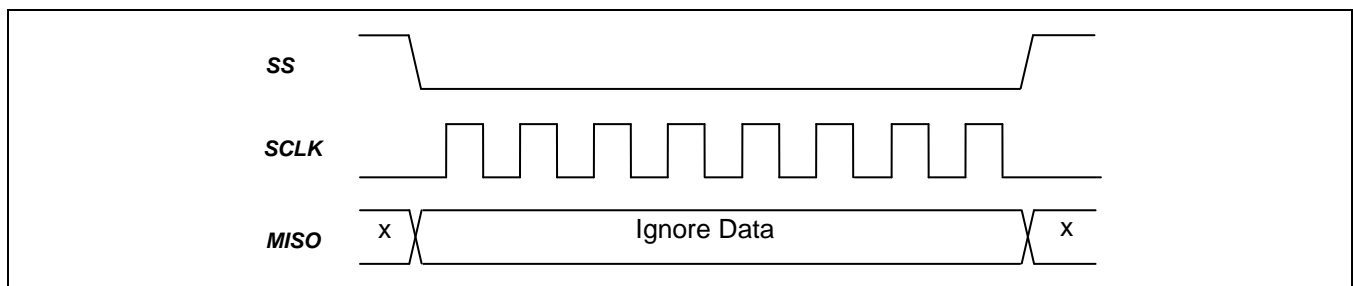 SS
SCLK
MISO
x
Ignore Data
x